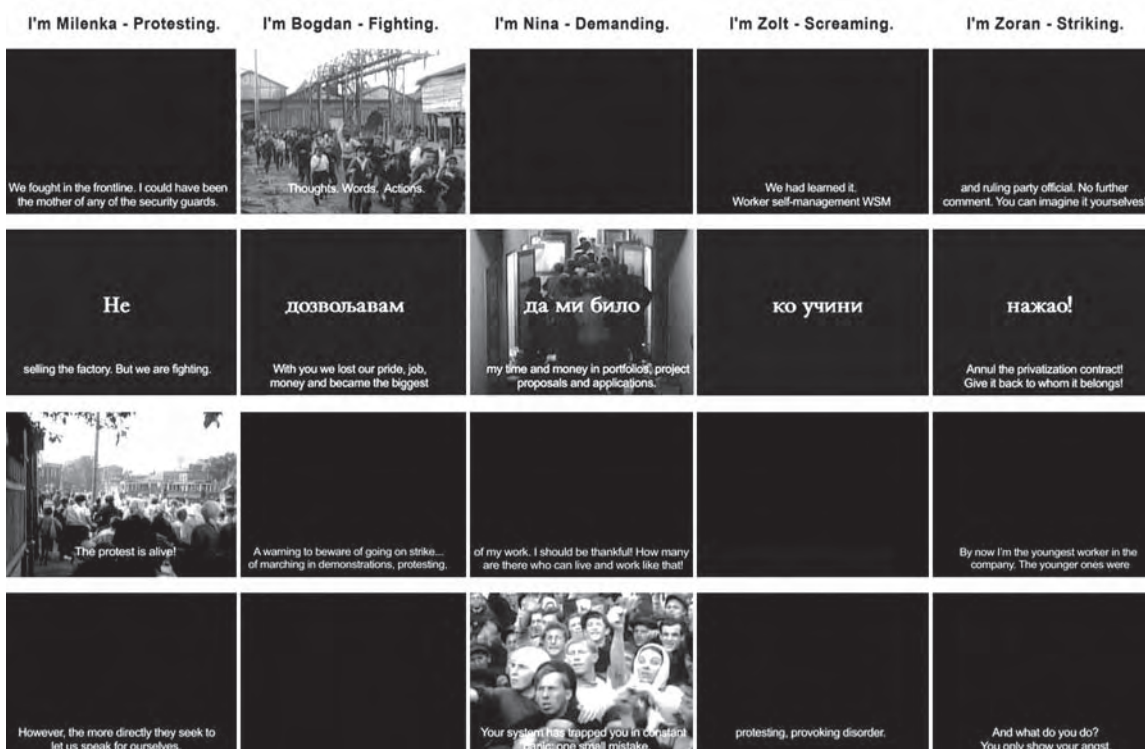 I'm Milenka - Protesting.
I'm Bogdan - Fighting.
I'm Nina - Demanding.
I'm Zolt - Screaming.
I'm Zoran - Striking.
We fought in the frontline. I could have been
the mother of any of the security guards.
Thoughts. Words. Actions.
We had learned it.
Worker self-management WSM
and ruling party official. No further
comment. You can imagine it yourselves!
Не
selling the factory. But we are fighting.
дозвољавам
With you we lost our pride, job,
money and became the biggest
да ми било
my time and money in portfolios, project
proposals and applications.
ко учини
нажао!
Annul the privatization contract!
Give it back to whom it belongs!
The protest is alive!
A warning to beware of going on strike...
of marching in demonstrations, protesting,
of my work. I should be thankful! How many
are there who can live and work like that!
By now I'm the youngest worker in the
company. The younger ones were
However, the more directly they seek to
let us speak for ourselves
Your system has trapped you in constant
panic: one small mistake
protesting, provoking disorder.
And what do you do?
You only show your angst